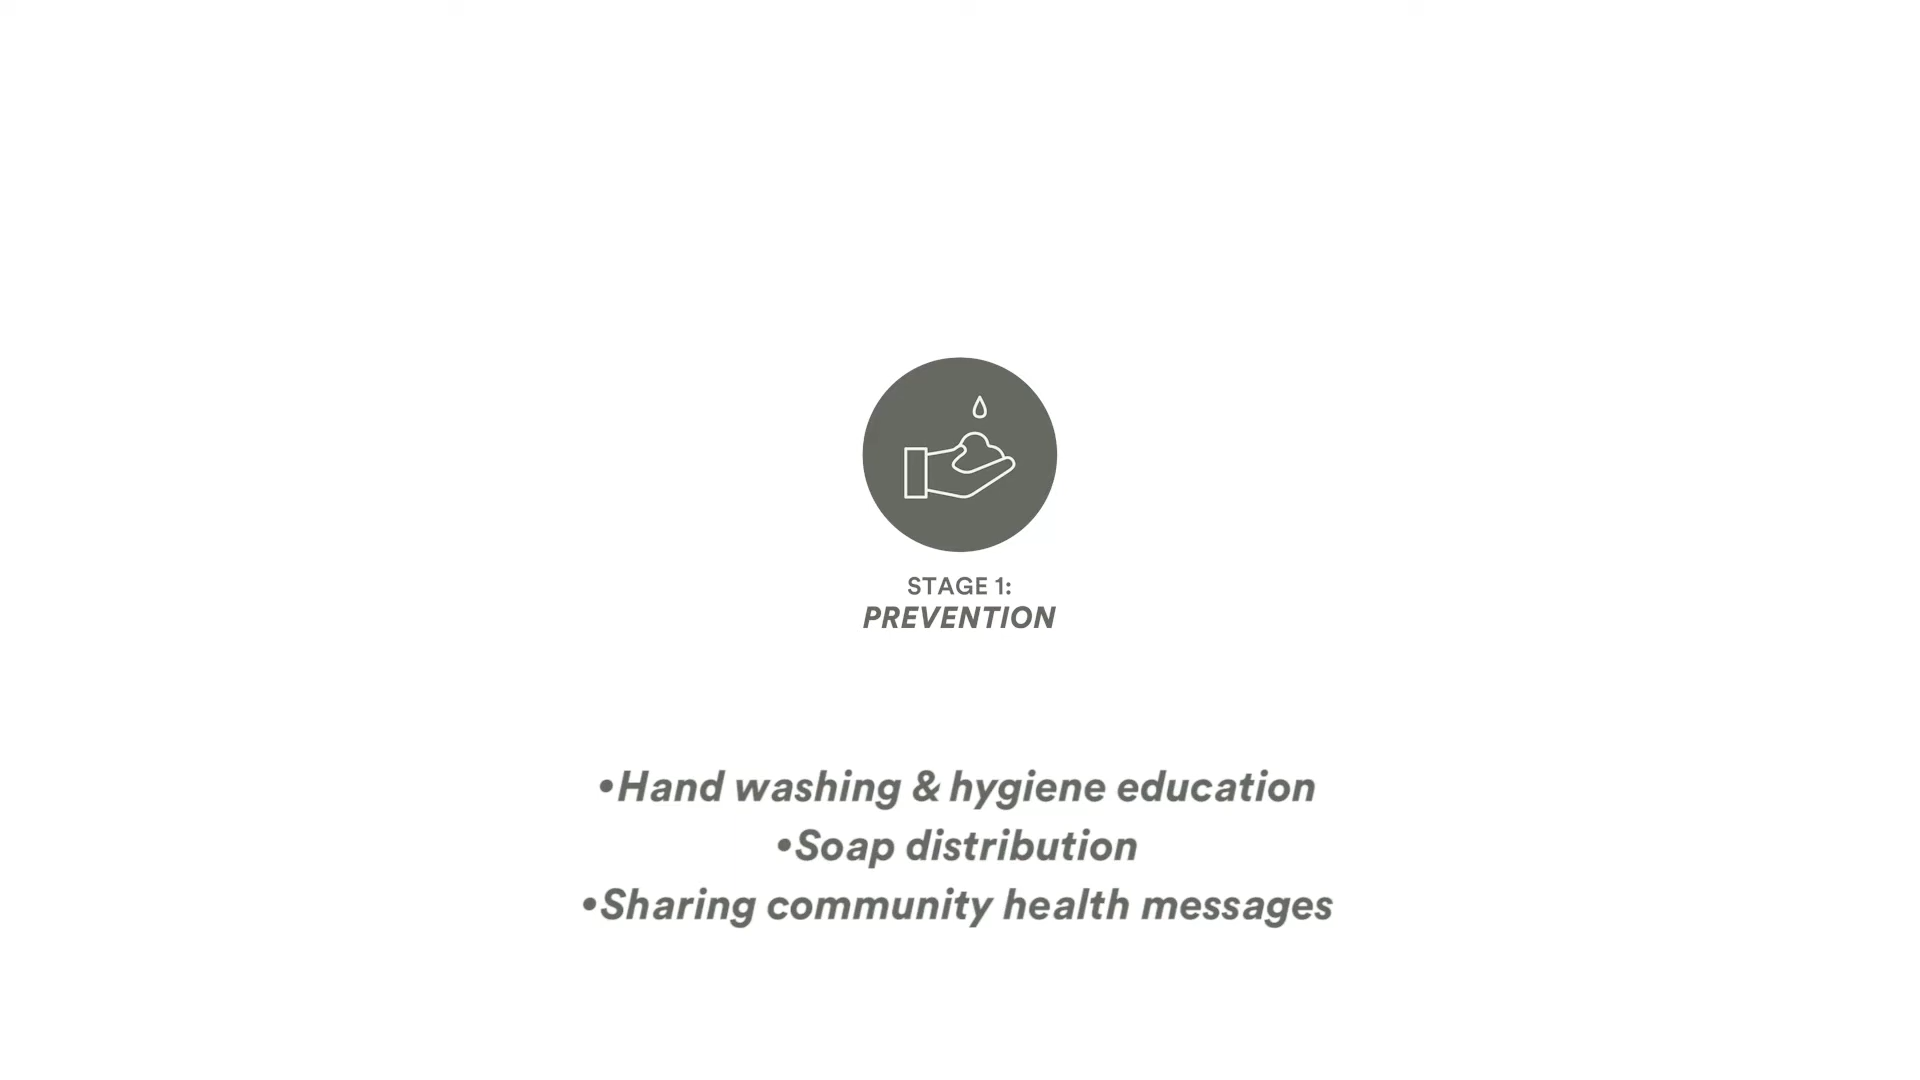 STAGE 1:
PREVENTION
•Hand washing & hygiene education
•Soap distribution
•Sharing community health messages